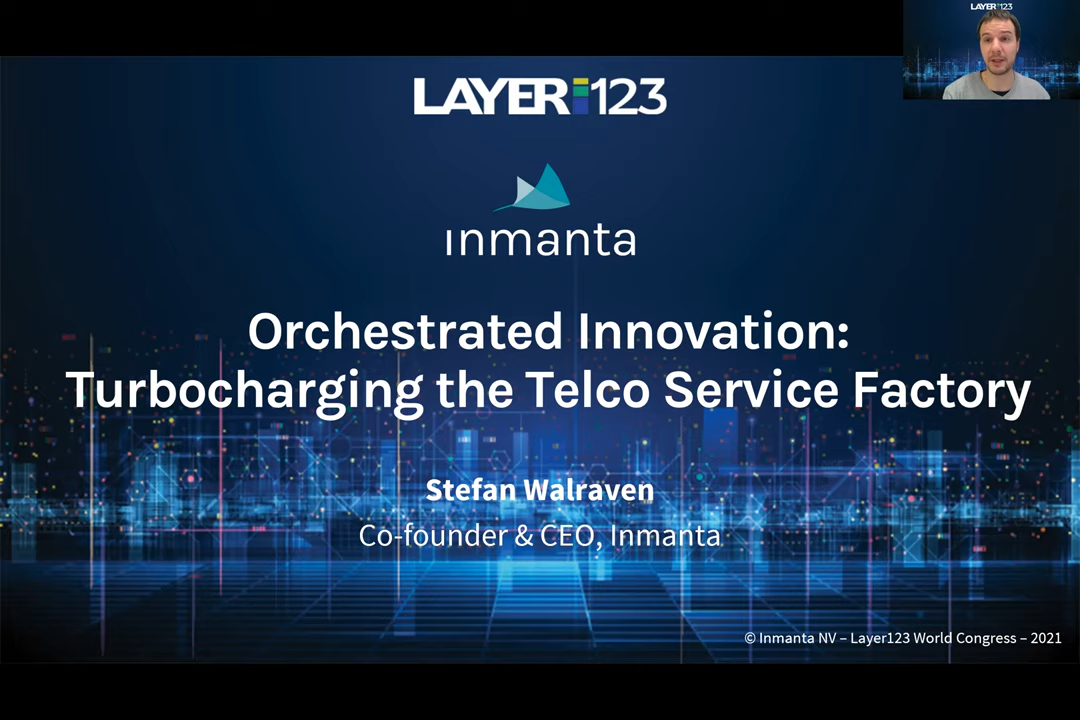 LAYER123
LAYER123
inmanta
Orchestrated Innovation:
Turbocharging the Telco Service Factory
Stefan Walraven
Co-founder & CEO, Inmanta
© Inmanta NV – Layer123 World Congress – 2021